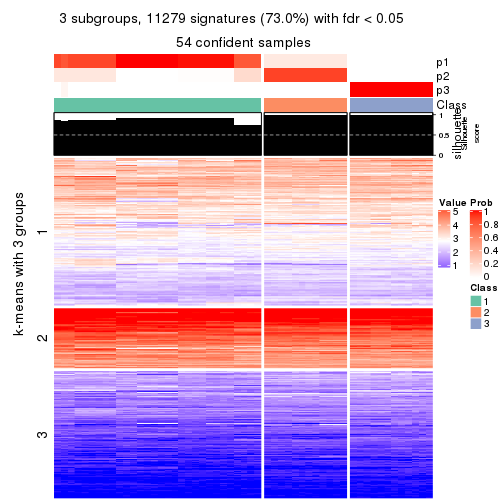 3 subgroups, 11279 signatures (73.0%) with fdr < 0.05
54 confident samples
p1
p2
p3
Class
1
0.5
0
silhouette
Silhouette
score
k-means with 3 groups
1
2
3
Value
5
4
3
2
1
Prob
1
0.8
0.6
0.4
0.2
0
Class
1
2
3